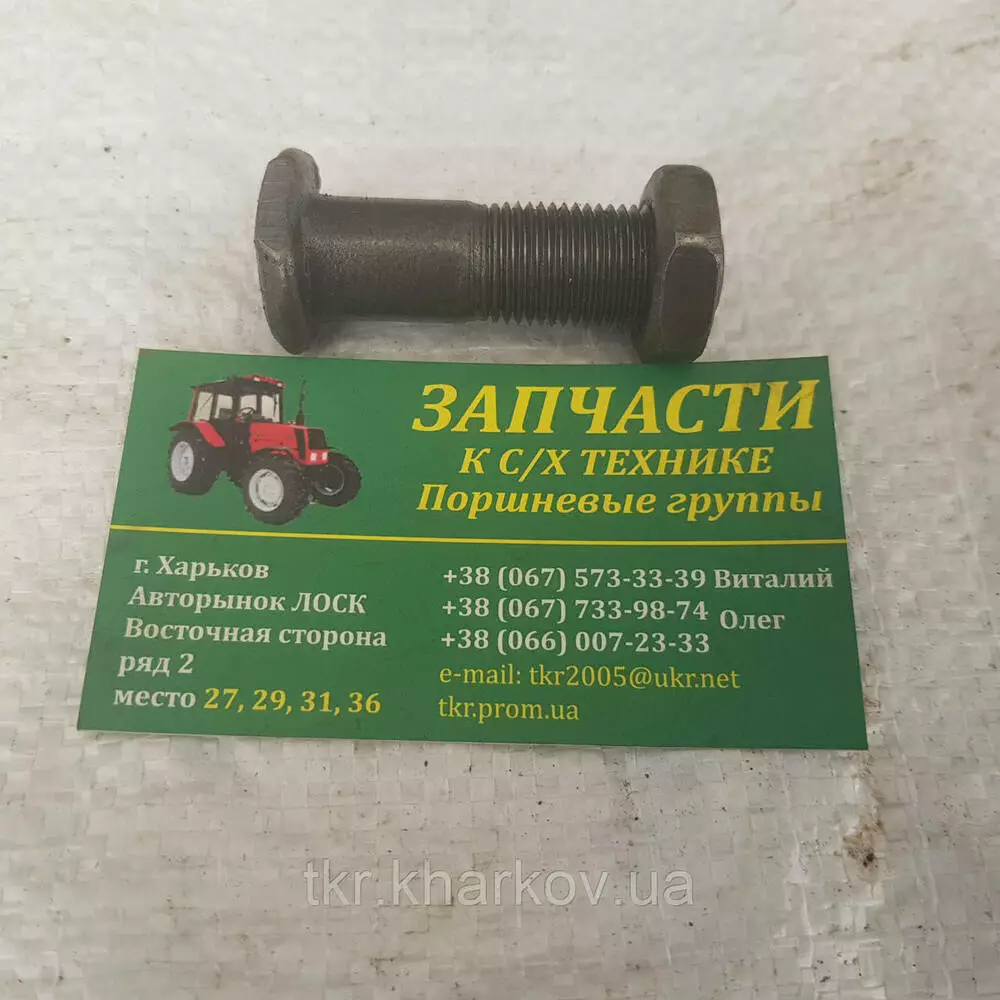 ЗАПЧАСТИ
К С/Х ТЕХНИКЕ
Поршневые группы
г. Харьков
Авторынок ЛОСК
Восточная сторона
ряд 2
место 27, 29, 31, 36
+38 (067) 573-33-39 Виталий
+38 (067) 733-98-74 Олег
+38 (066) 007-23-33
e-mail: tkr2005@ukr.net
tkr.prom.ua
tkr.kharkov.ua